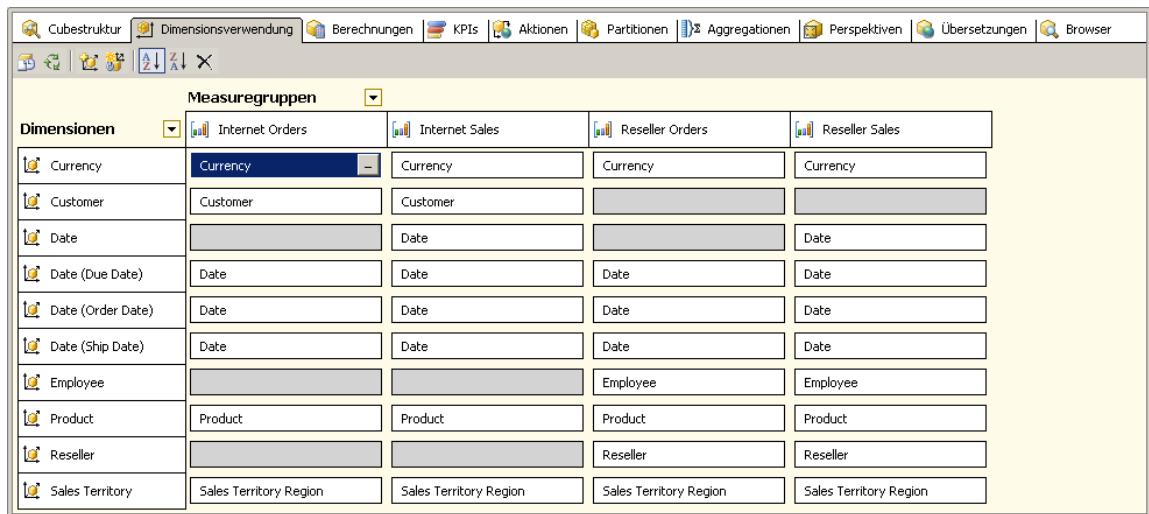 Cubestruktur Dimensionsverwendung Berechnungen KPIs Aktionen Partitionen Aggregationen Perspektiven Übersetzungen Browser
Measuregruppen
Dimensionen Internet Orders Internet Sales Reseller Orders Reseller Sales
Currency Currency Currency Currency Currency
Customer Customer Customer
Date Date Date
Date (Due Date) Date Date Date Date
Date (Order Date) Date Date Date Date
Date (Ship Date) Date Date Date Date
Employee Employee Employee
Product Product Product Product Product
Reseller Reseller Reseller
Sales Territory Sales Territory Region Sales Territory Region Sales Territory Region Sales Territory Region